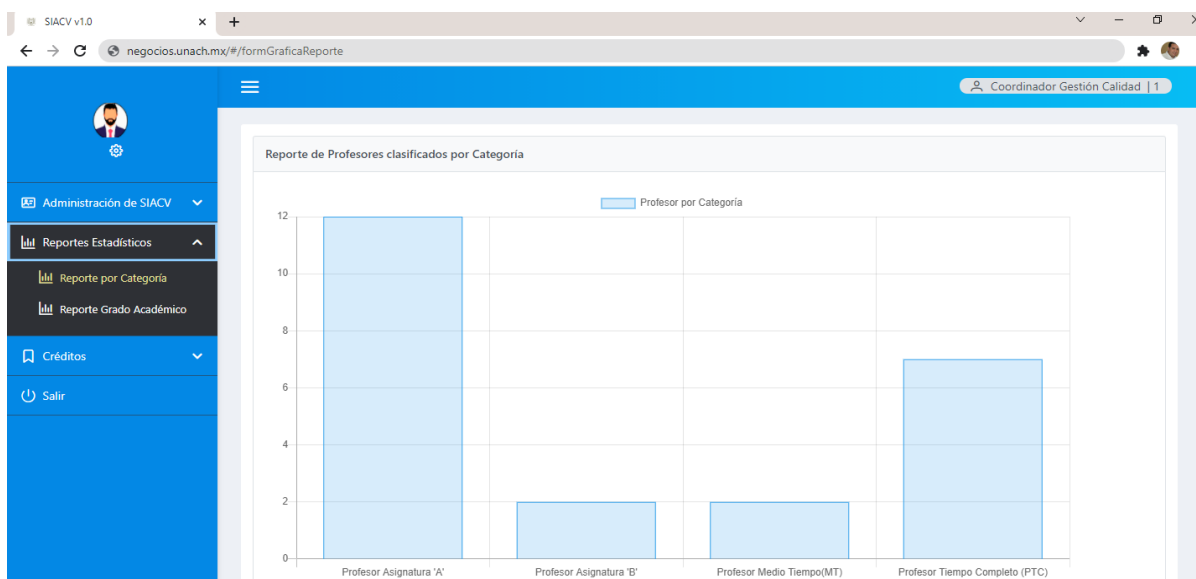 SIACV v1.0
negocios.unach.mx/#/formGraficaReporte
Coordinador Gestión Calidad | 1
Administración de SIACV
Reportes Estadísticos
Reporte por Categoría
Reporte Grado Académico
Créditos
Salir
Reporte de Profesores clasificados por Categoría
Profesor por Categoría
12
10
8
6
4
2
0
Profesor Asignatura 'A' Profesor Asignatura 'B' Profesor Medio Tiempo(MT) Profesor Tiempo Completo (PTC)